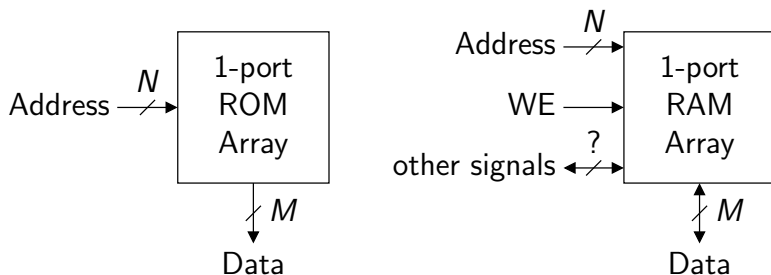 N
Address
1-port
ROM
Array
M
Data
N
Address
WE
?
other signals
1-port
RAM
Array
M
Data